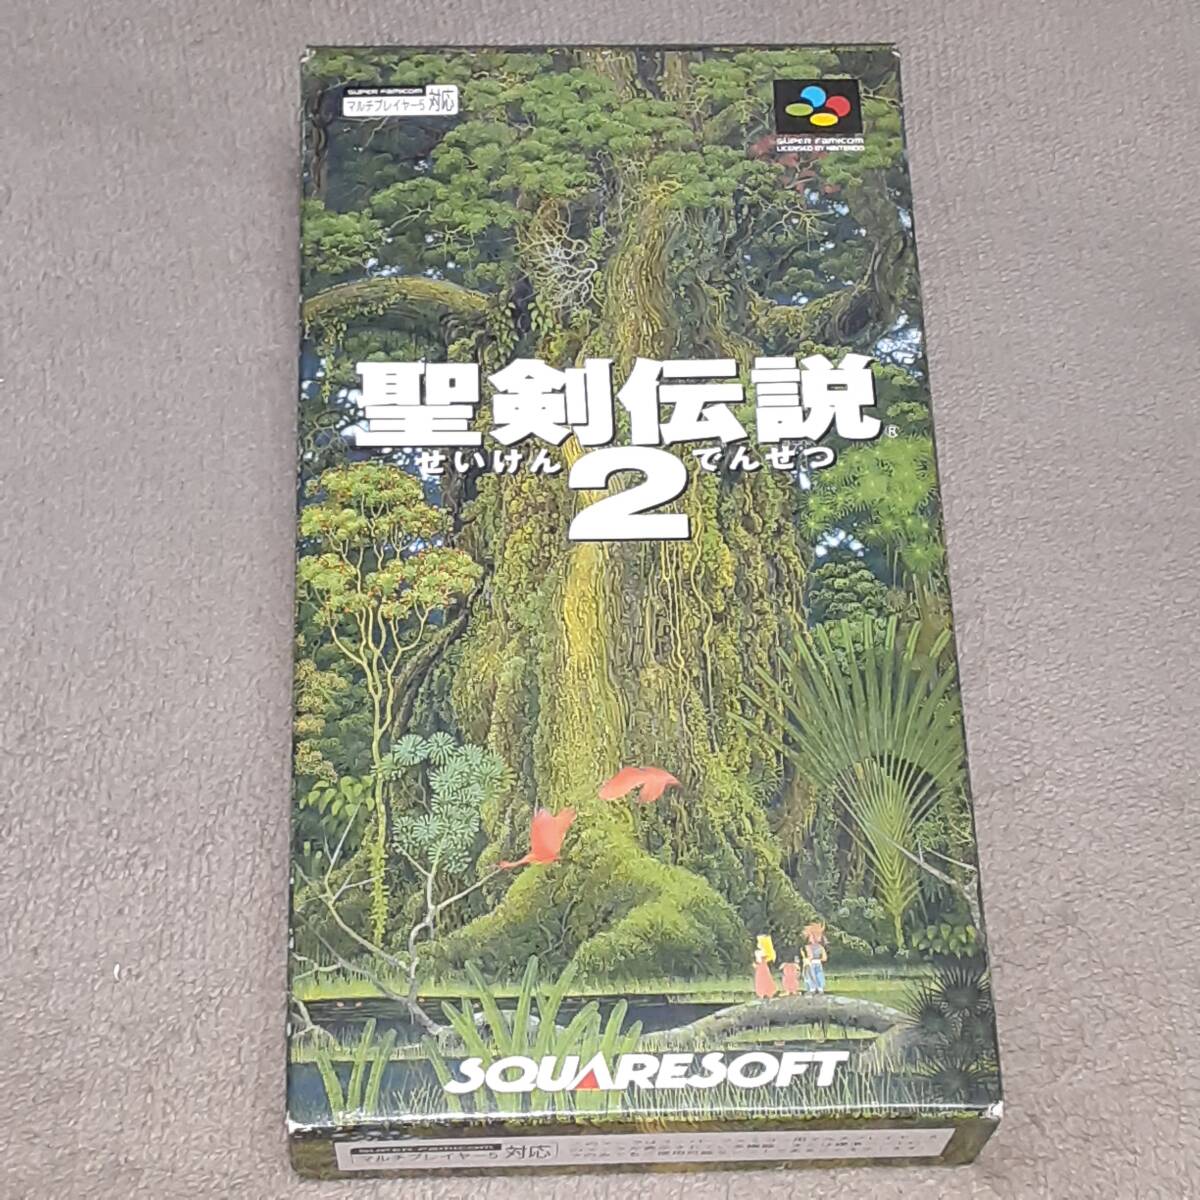 SUPER FAMICOM
マルチプレイヤー5 対応
SUPER FAMICOM
LICENSED BY NINTENDO
聖剣伝説®
せいけん でんせつ
2
SQUARESOFT
SUPER FAMICOM
マルチプレイヤー5 対応